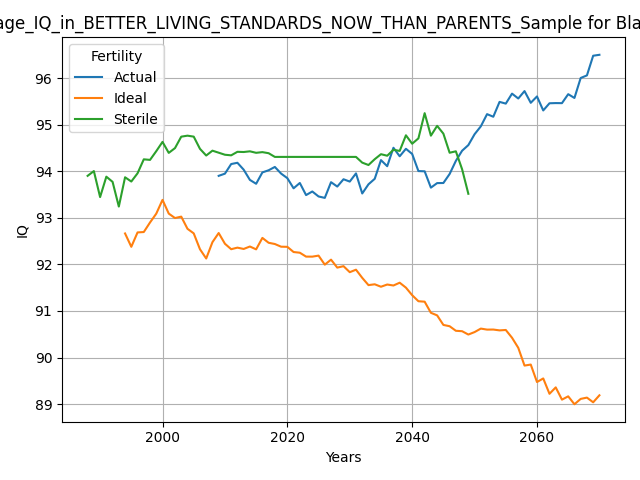 age_IQ_in_BETTER_LIVING_STANDARDS_NOW_THAN_PARENTS_Sample for Bla
Fertility
Actual
Ideal
Sterile
96
95
94
93
92
91
90
89
IQ
2000 2020 2040 2060
Years